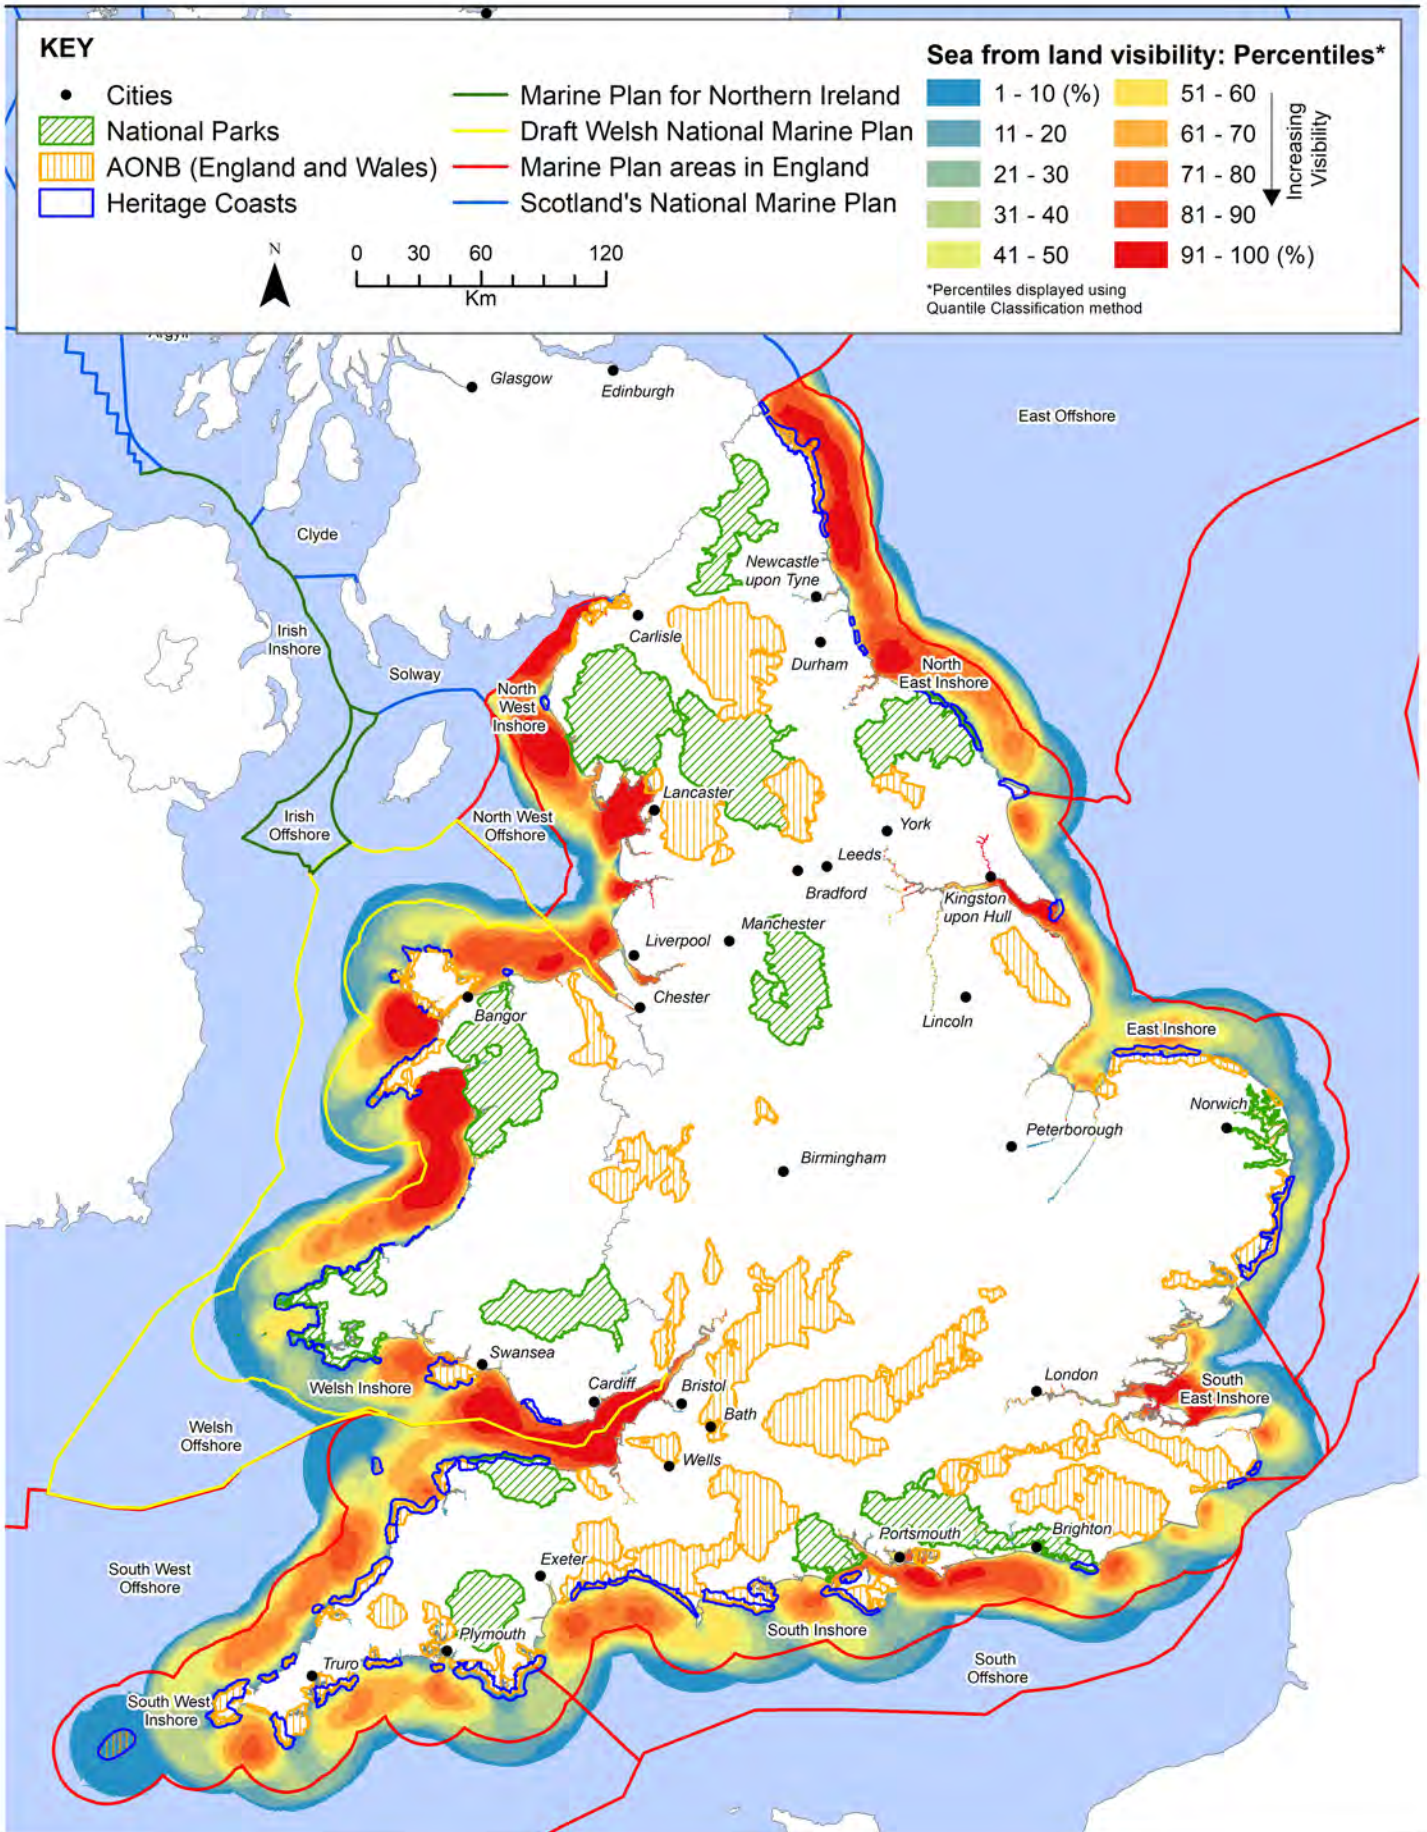 KEY
Cities
National Parks
AONB (England and Wales)
Heritage Coasts
Marine Plan for Northern Ireland
Draft Welsh National Marine Plan
Marine Plan areas in England
Scotland's National Marine Plan
N
0 30 60 120
Km
Sea from land visibility: Percentiles*
1 - 10 (%)
11 - 20
21 - 30
31 - 40
41 - 50
51 - 60
61 - 70
71 - 80
81 - 90
91 - 100 (%)
Increasing
Visibility
*Percentiles displayed using
Quantile Classification method
Argyll
Glasgow
Edinburgh
East Offshore
Clyde
Newcastle
upon Tyne
Irish
Inshore
Carlisle
Durham
Solway
North
West
Inshore
North
East Inshore
Lancaster
Irish
Offshore
North West
Offshore
York
Leeds
Bradford
Kingston
upon Hull
Manchester
Liverpool
Chester
Bangor
Lincoln
East Inshore
Norwich
Peterborough
Birmingham
Swansea
Welsh Inshore
Cardiff
Bristol
Bath
London
South
East Inshore
Welsh
Offshore
Wells
Portsmouth
Brighton
Exeter
South West
Offshore
Plymouth
South Inshore
Truro
South
Offshore
South West
Inshore